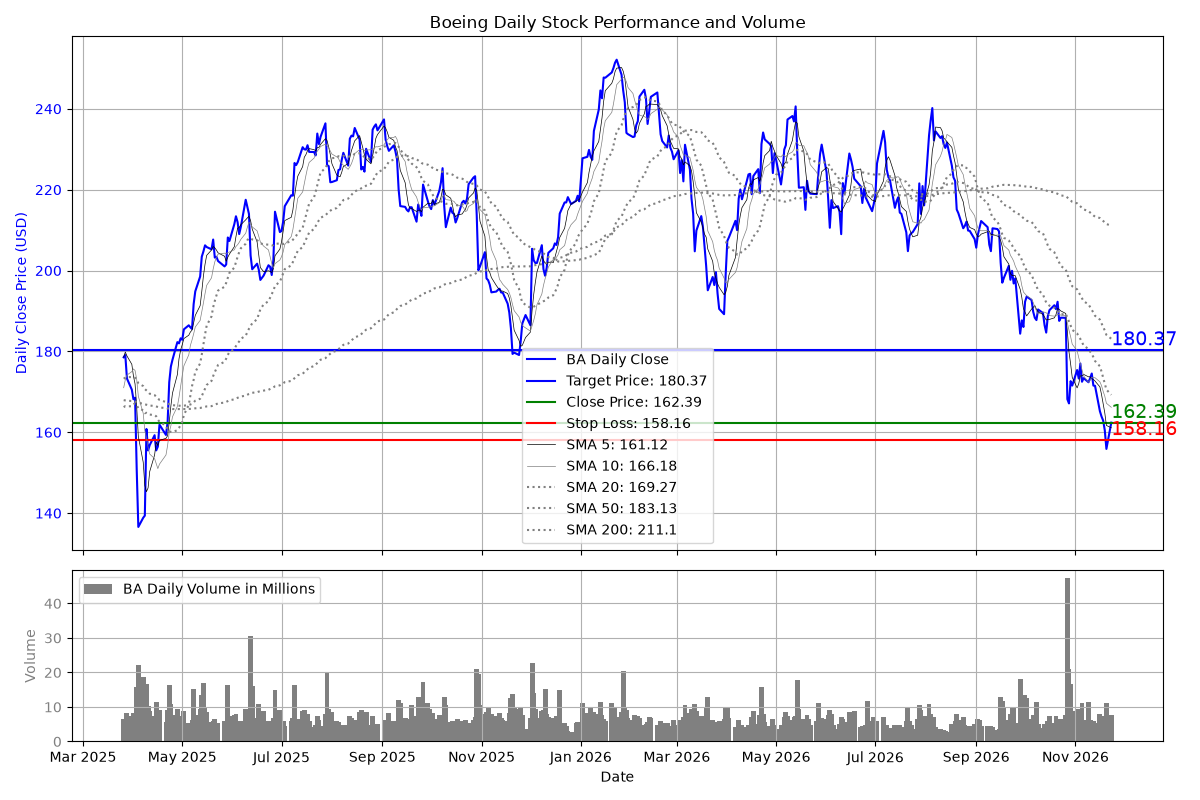 Boeing Daily Stock Performance and Volume
Daily Close Price (USD)
240
220
200
180
160
140
180.37
162.39
158.16
BA Daily Close
Target Price: 180.37
Close Price: 162.39
Stop Loss: 158.16
SMA 5: 161.12
SMA 10: 166.18
SMA 20: 169.27
SMA 50: 183.13
SMA 200: 211.1
BA Daily Volume in Millions
Volume
40
30
20
10
0
Mar 2025 May 2025 Jul 2025 Sep 2025 Nov 2025 Jan 2026 Mar 2026 May 2026 Jul 2026 Sep 2026 Nov 2026
Date